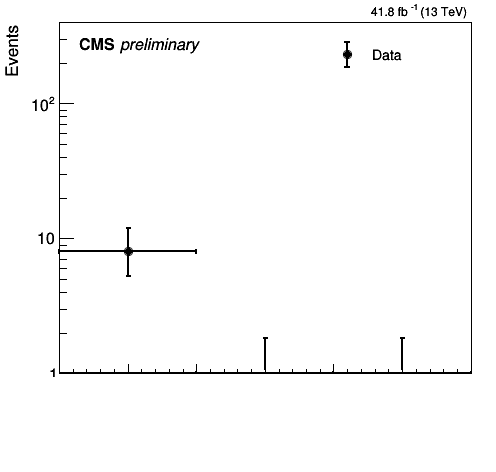 41.8 fb⁻¹ (13 TeV)
Events
CMS preliminary
Data
10²
10
1